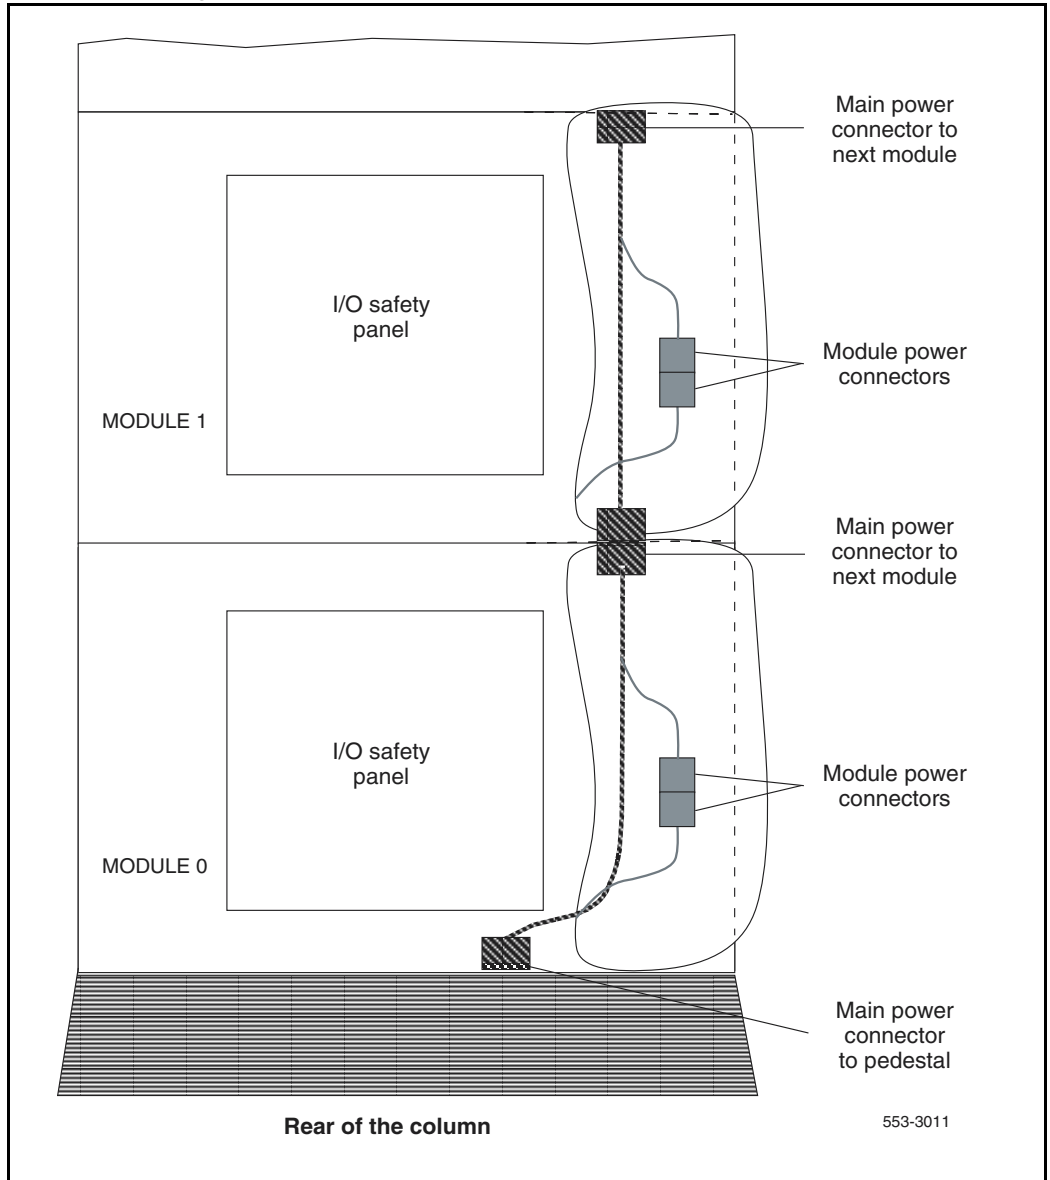 Main power
connector to
next module
I/O safety
panel
Module power
connectors
MODULE 1
Main power
connector to
next module
I/O safety
panel
Module power
connectors
MODULE 0
Main power
connector
to pedestal
Rear of the column
553-3011